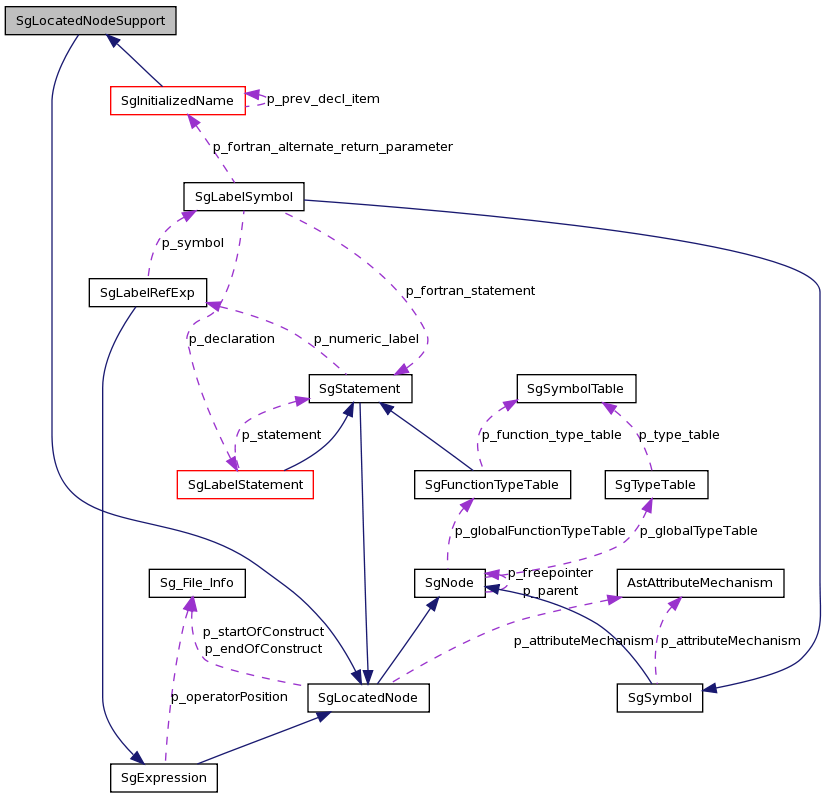 SgLocatedNodeSupport
SgInitializedName
p_prev_decl_item
p_fortran_alternate_return_parameter
SgLabelSymbol
p_symbol
SgLabelRefExp
p_fortran_statement
p_declaration
p_numeric_label
SgStatement
SgSymbolTable
p_statement
p_function_type_table
p_type_table
SgLabelStatement
SgFunctionTypeTable
SgTypeTable
p_globalFunctionTypeTable
p_globalTypeTable
Sg_File_Info
SgNode
p_freepointer
p_parent
AstAttributeMechanism
p_startOfConstruct
p_endOfConstruct
p_attributeMechanism
p_attributeMechanism
p_operatorPosition
SgLocatedNode
SgSymbol
SgExpression